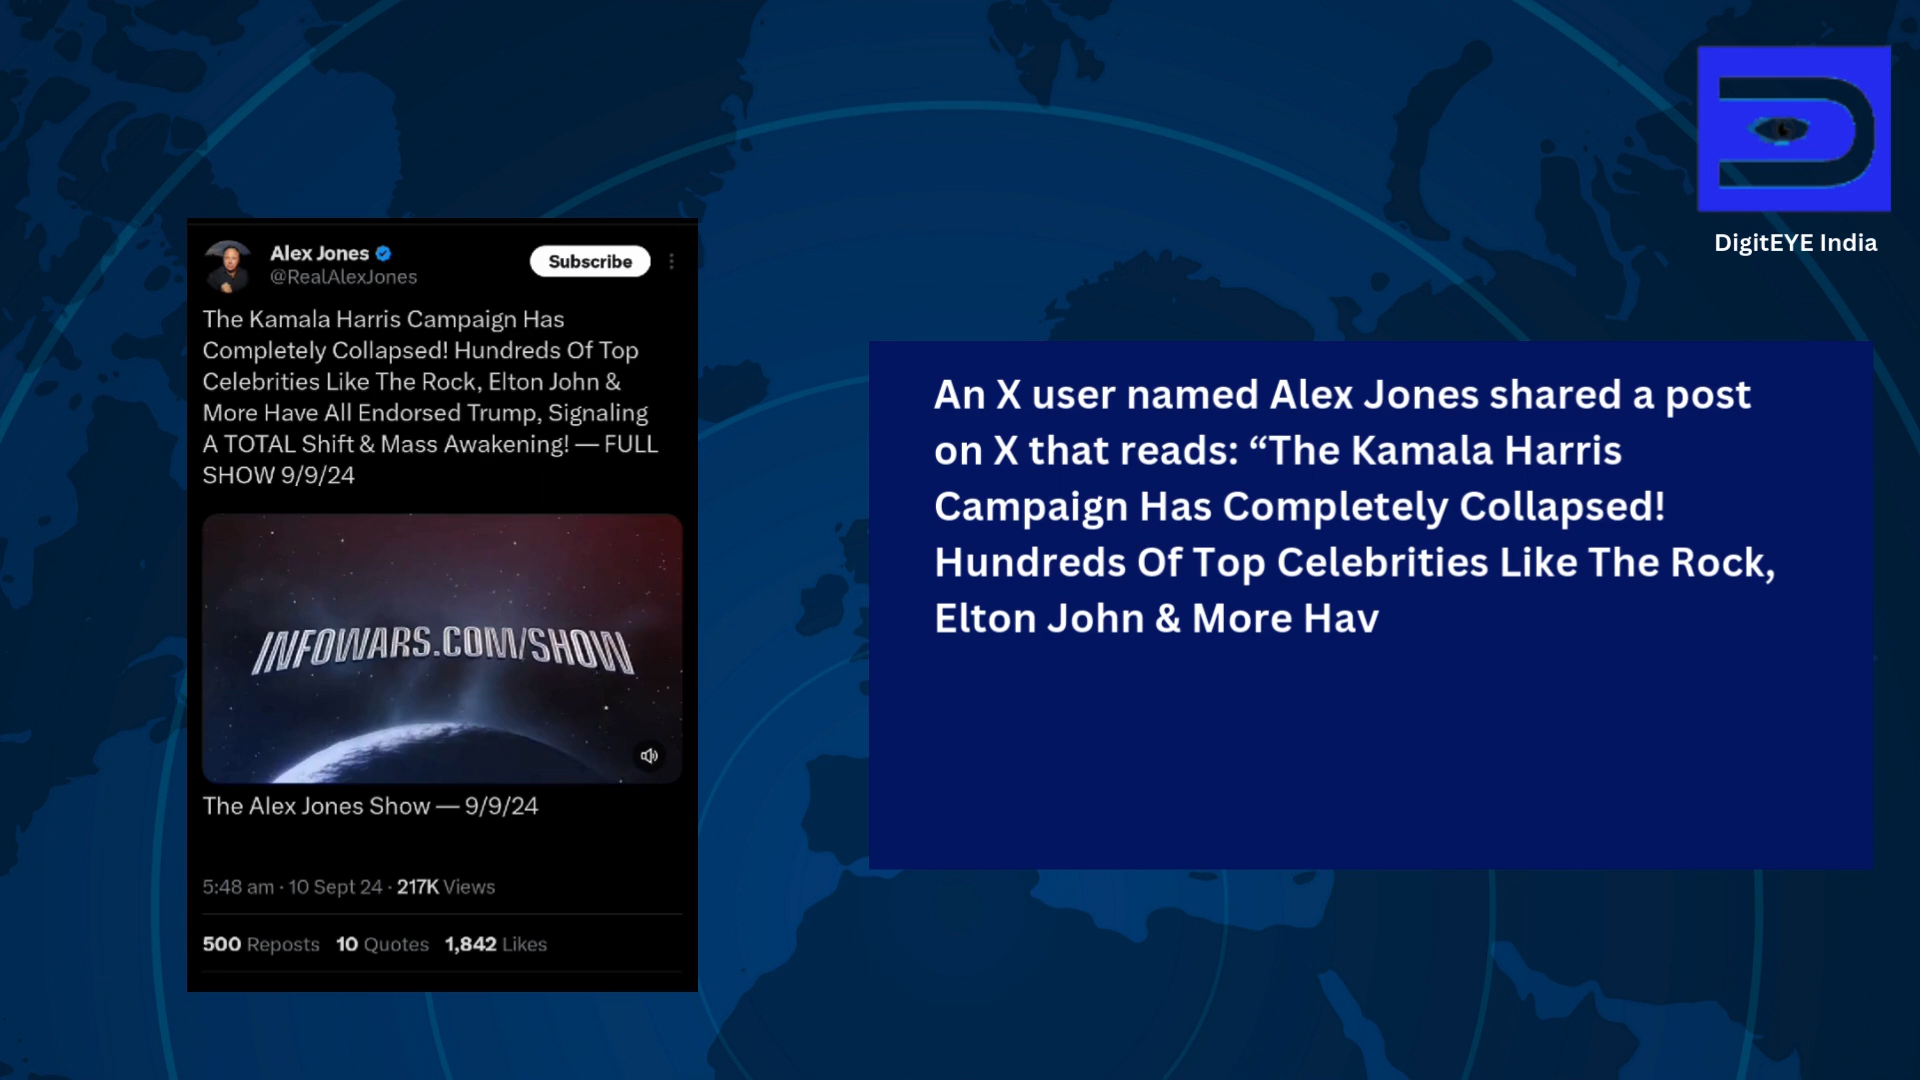 Alex Jones
@RealAlexJones
Subscribe
The Kamala Harris Campaign Has
Completely Collapsed! Hundreds Of Top
Celebrities Like The Rock, Elton John &
More Have All Endorsed Trump, Signaling
A TOTAL Shift & Mass Awakening! — FULL
SHOW 9/9/24
INFOWARS.COM/SHOW
The Alex Jones Show — 9/9/24
5:48 am · 10 Sept 24 · 217K Views
500 Reposts 10 Quotes 1,842 Likes
DigitEYE India
An X user named Alex Jones shared a post
on X that reads: “The Kamala Harris
Campaign Has Completely Collapsed!
Hundreds Of Top Celebrities Like The Rock,
Elton John & More Hav